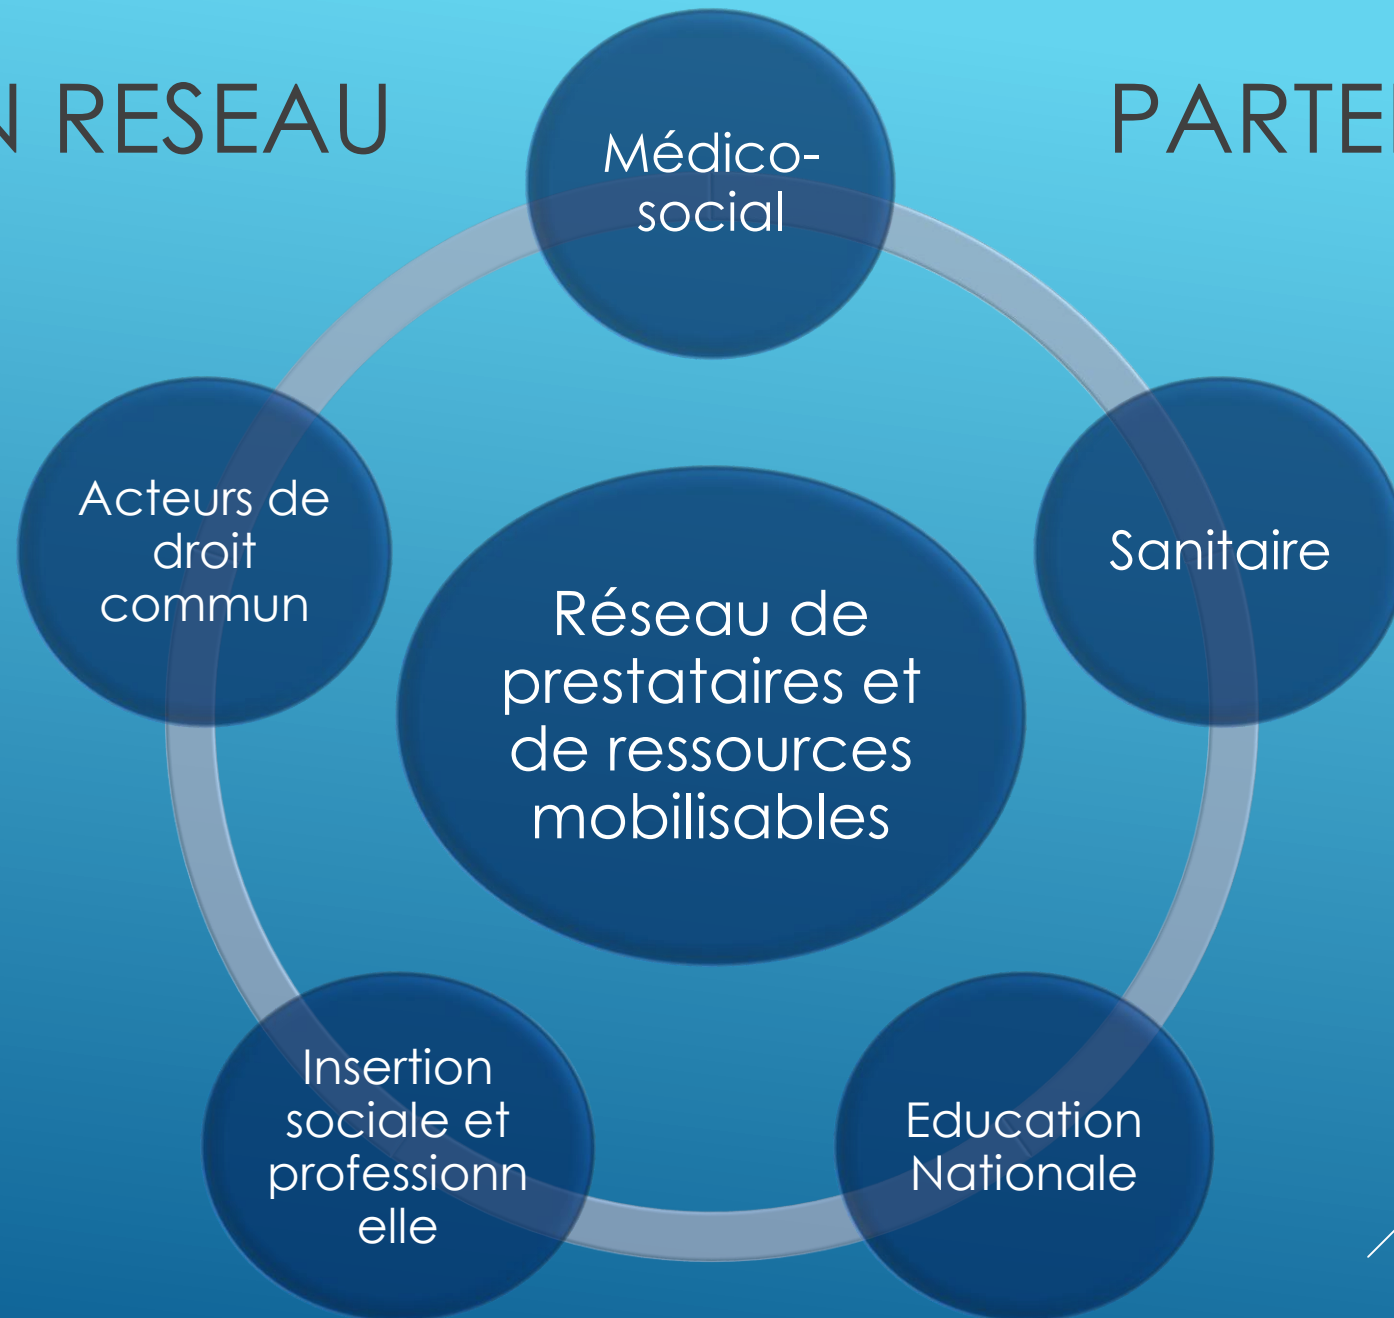 N RESEAU
PARTE
Médico-
social
Sanitaire
Education
Nationale
Insertion
sociale et
professionn
elle
Acteurs de
droit
commun
Réseau de
prestataires et
de ressources
mobilisables